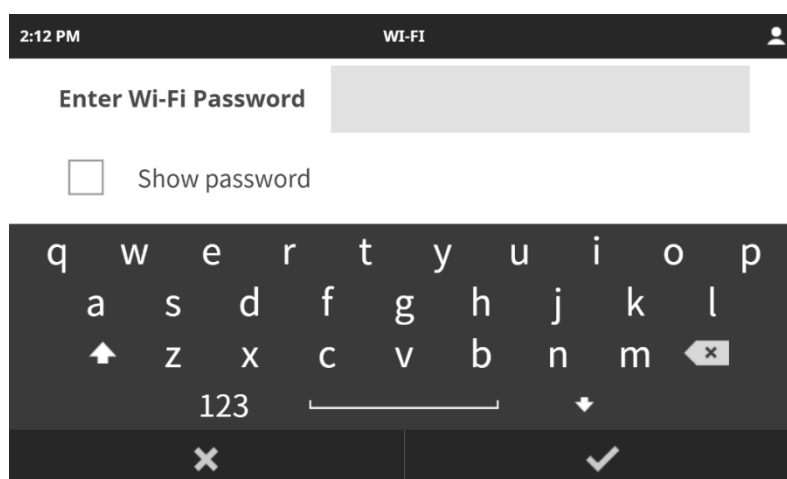 2:12 PM WI-FI
Enter Wi-Fi Password
Show password
q w e r t y u i o p
a s d f g h j k l
z x c v b n m
123